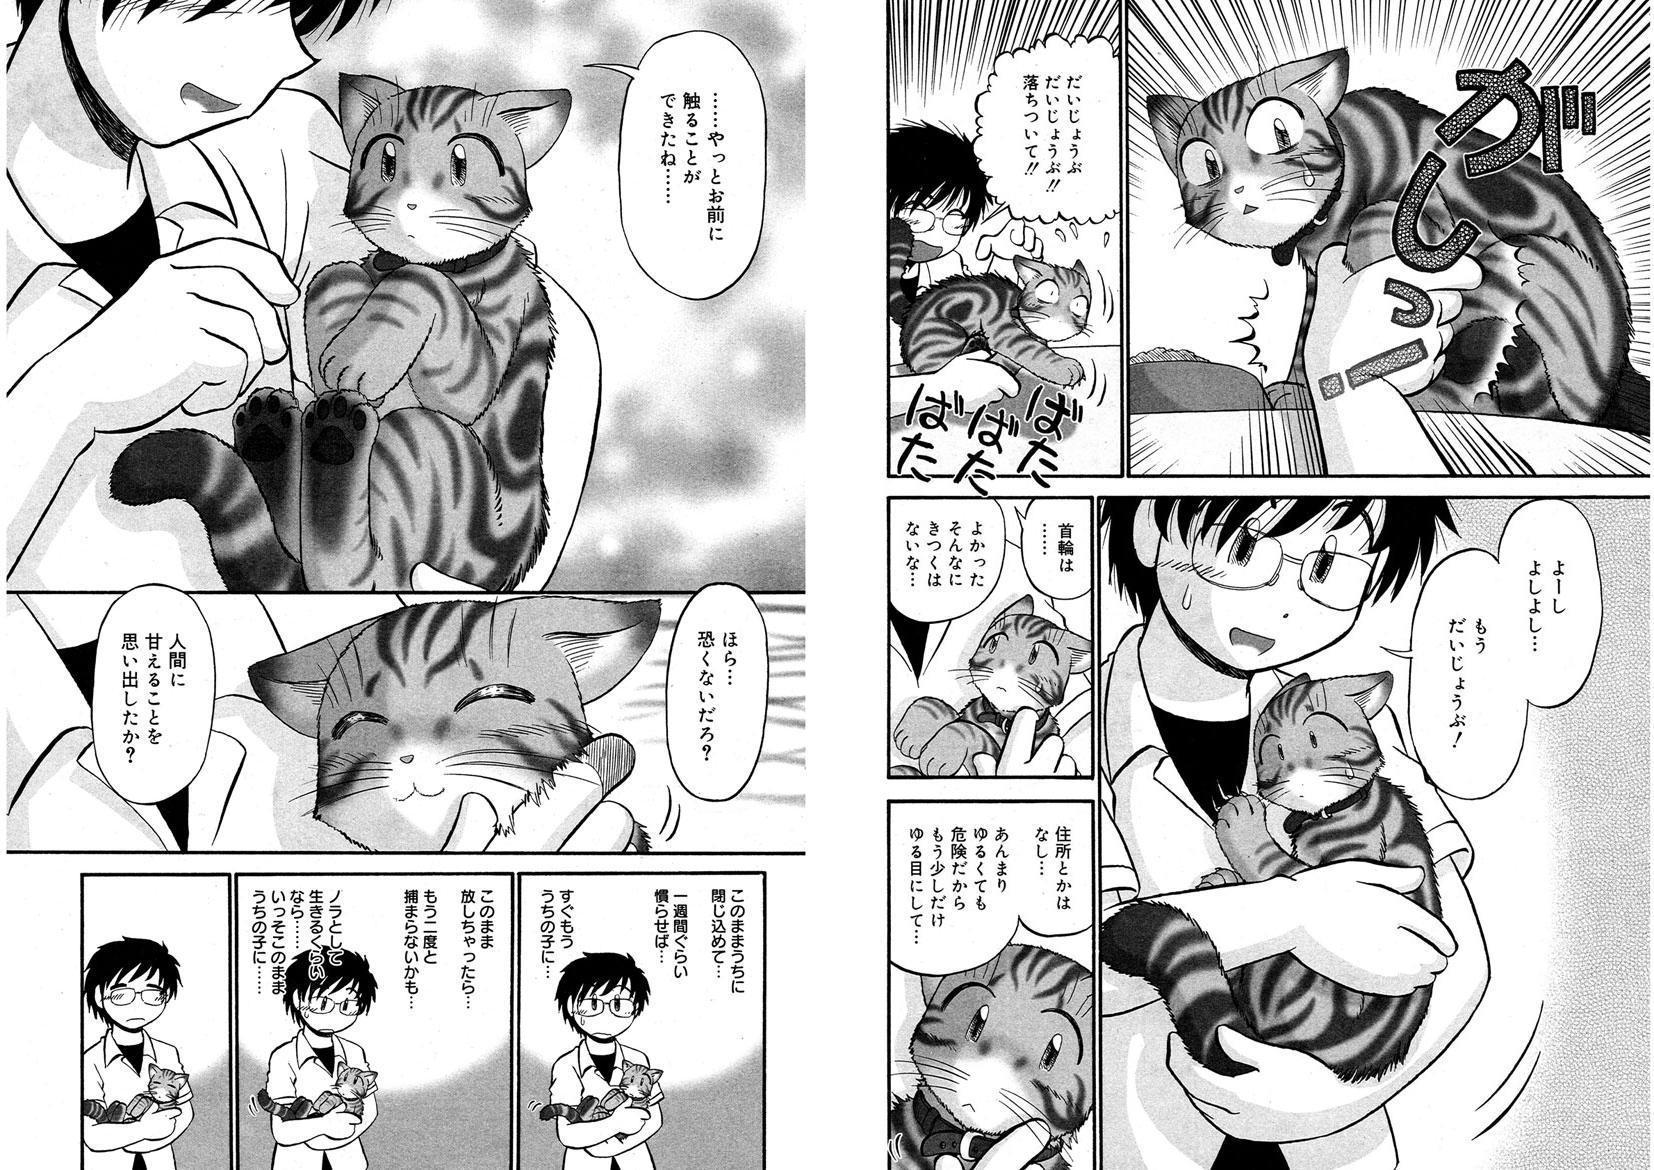 がしっ!
だいじょうぶ
だいじょうぶ!!
落ちついて!!
ばた
ばた
ばた
よーし
よしよし…
もう
だいじょうぶ!
首輪は
……
よかった
そんなに
きつくは
ないな…
住所とかは
なし…
あんまり
ゆるくても
危険だから
もう少しだけ
ゆる目にして…
……やっとお前に
触ることが
できたね……
ほら…
恐くないだろ?
人間に
甘えることを
思い出したか?
このままうちに
閉じ込めて…
一週間ぐらい
慣らせば…
すぐもう
うちの子に…
このまま
放しちゃったら…
もう二度と
捕まらないかも…
ノラとして
生きるくらい
なら……
いっそこのまま
うちの子に……